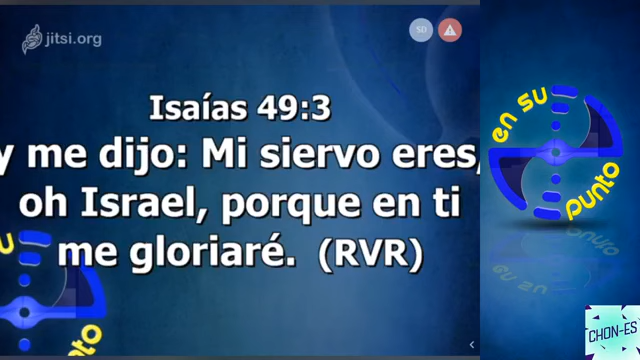 jitsi.org
SD
Isaías 49:3
y me dijo: Mi siervo eres,
oh Israel, porque en ti
me gloriaré. (RVR)
en su
punto
CHON-ES